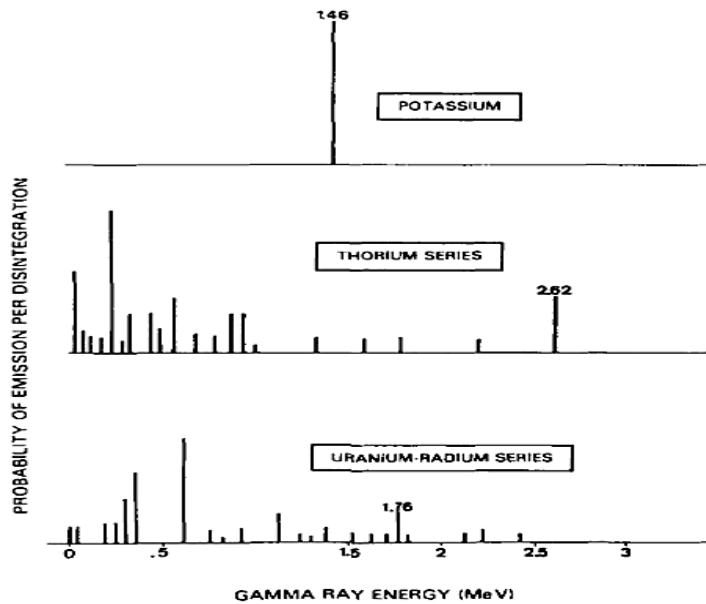 1.46
POTASSIUM
THORIUM SERIES
2.62
URANIUM-RADIUM SERIES
1.76
PROBABILITY OF EMISSION PER DISINTEGRATION
0 .5 1.5 2 2.5 3
GAMMA RAY ENERGY (MeV)